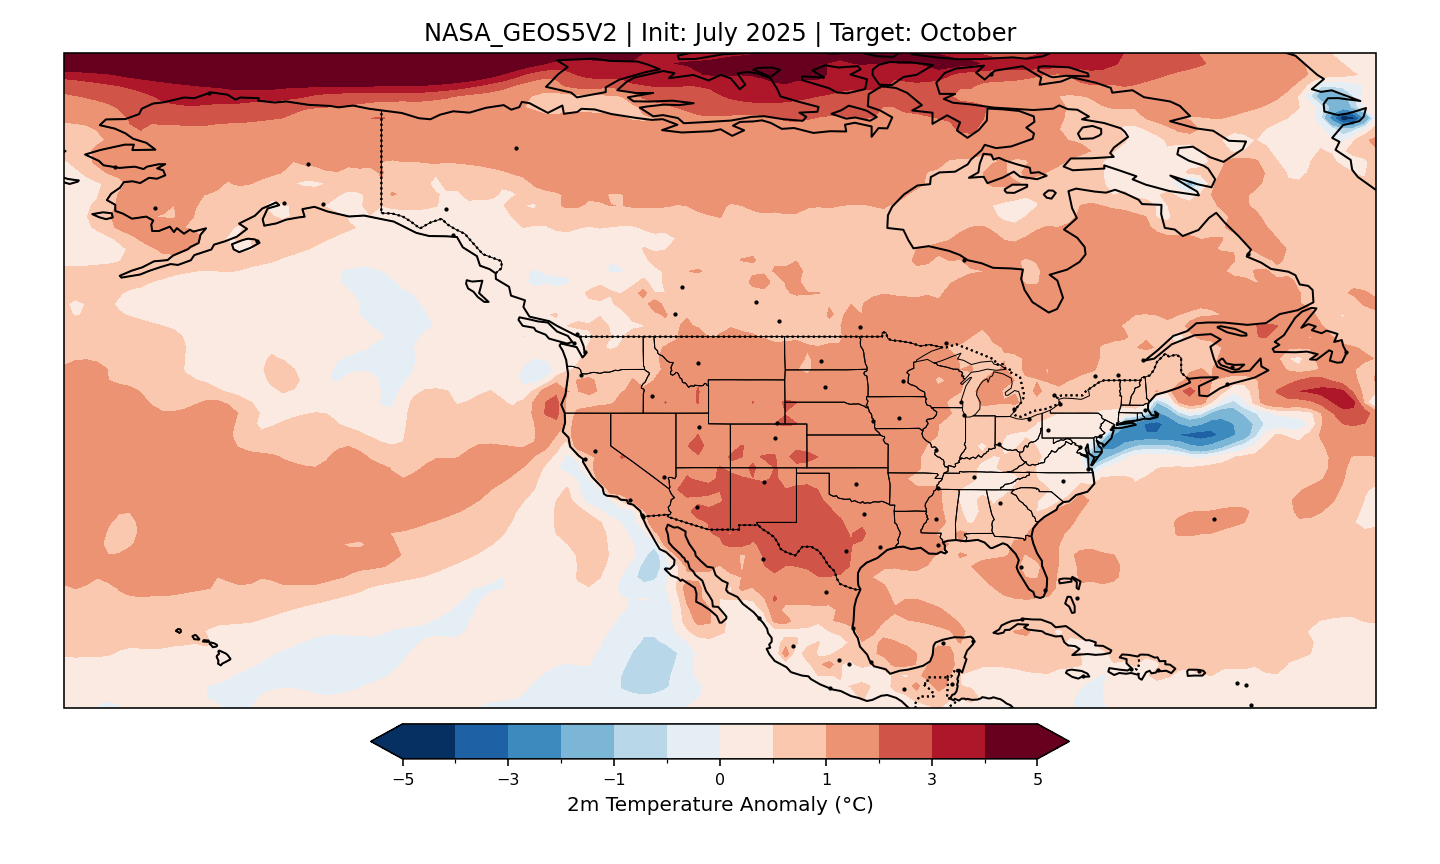 NASA_GEOS5V2 | Init: July 2025 | Target: October
−5 −3 −1 0 1 3 5
2m Temperature Anomaly (°C)